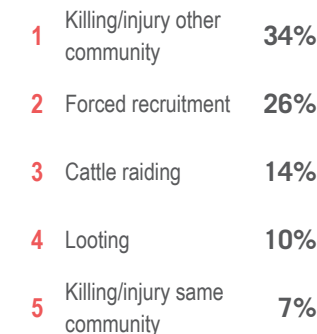 1 Killing/injury other community 34%
2 Forced recruitment 26%
3 Cattle raiding 14%
4 Looting 10%
5 Killing/injury same community 7%